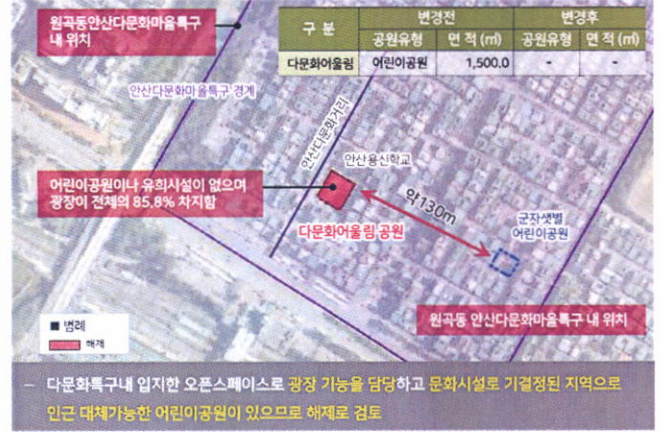 원곡동안산다문화마을특구
내 위치
구 분
변경전
변경후
공원유형
면 적 (㎡)
공원유형
면 적 (㎡)
다문화어울림
어린이공원
1,500.0
-
-
안산다문화마을특구 경계
안산다문화거리
안산용신학교
어린이공원이나 유희시설이 없으며
광장이 전체의 85.8% 차지함
약130m
다문화어울림 공원
군자샛별
어린이공원
원곡동 안산다문화마을특구 내 위치
■ 범례
해제
– 다문화특구내 입지한 오픈스페이스로 광장 기능을 담당하고 문화시설로 기결정된 지역으로
인근 대체가능한 어린이공원이 있으므로 해제로 검토